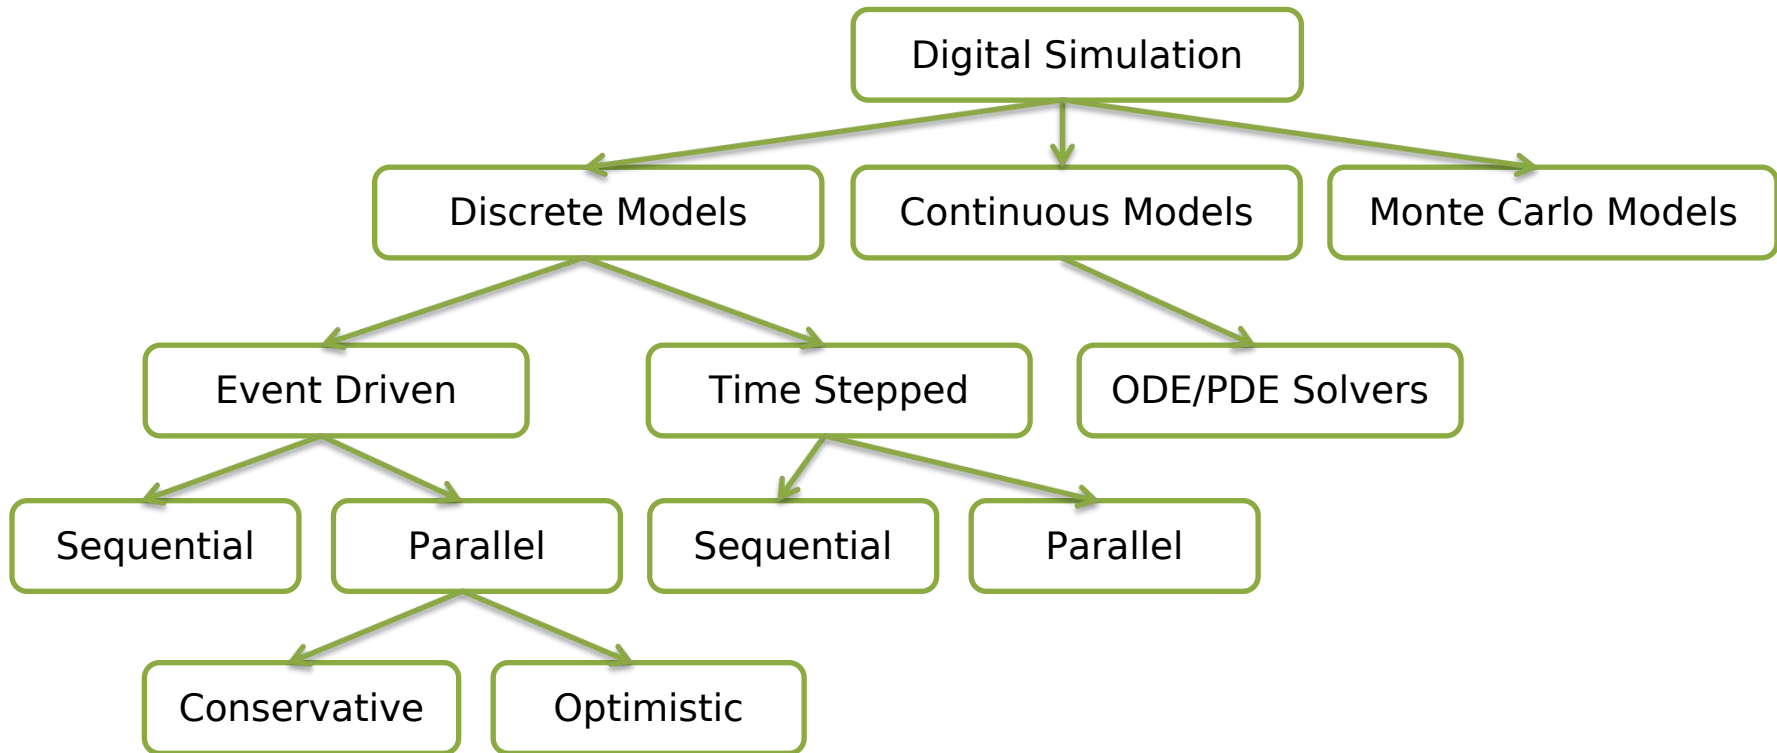 Digital Simulation
Discrete Models
Continuous Models
Monte Carlo Models
Event Driven
Time Stepped
ODE/PDE Solvers
Sequential
Parallel
Sequential
Parallel
Conservative
Optimistic